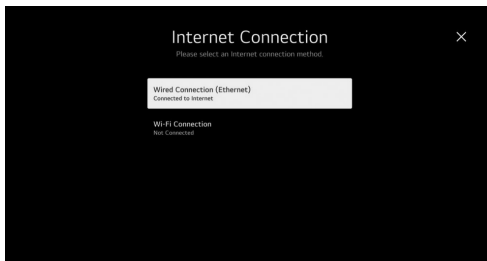 Internet Connection
Please select an Internet connection method.
Wired Connection (Ethernet)
Connected to Internet
Wi-Fi Connection
Not Connected